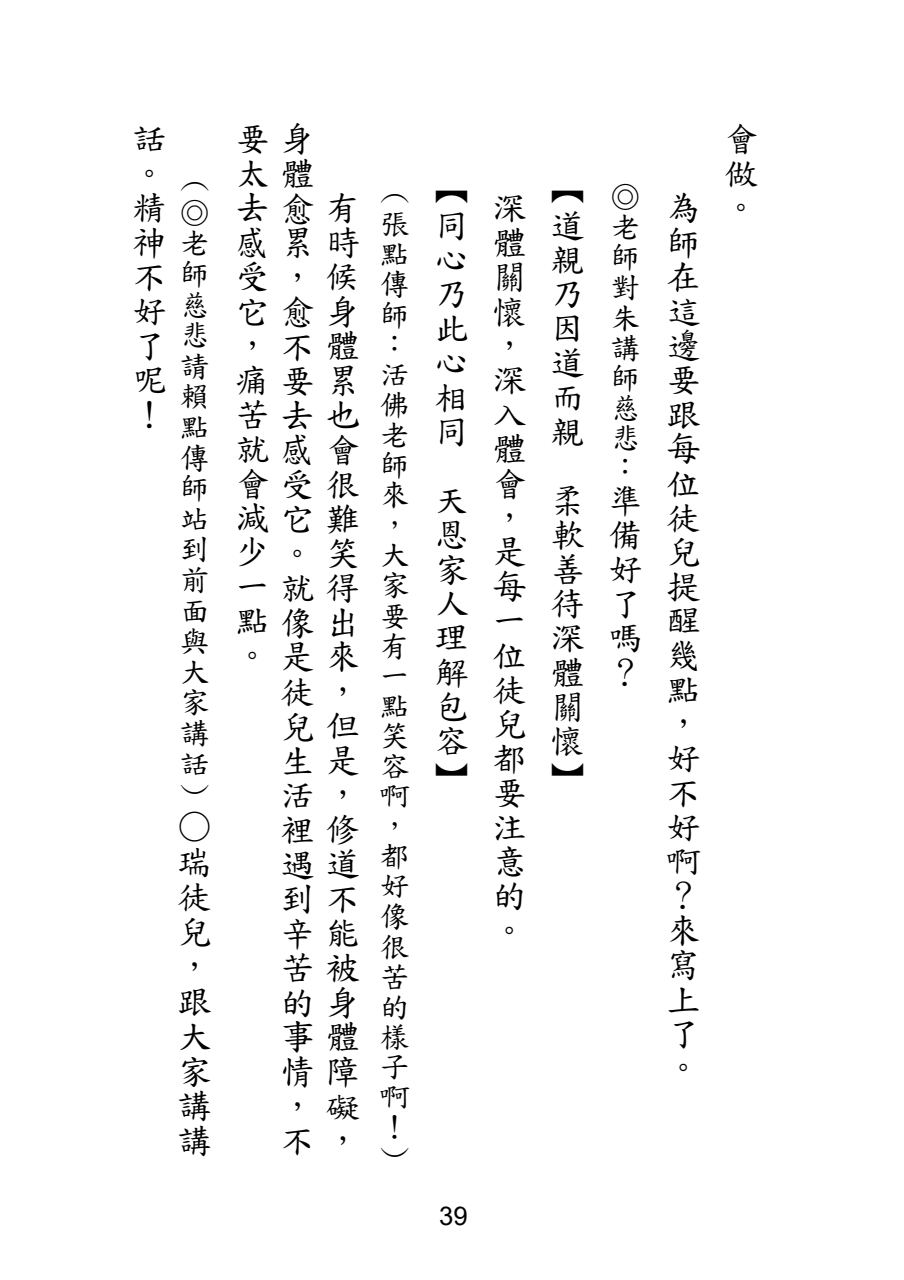 會做。
為師在這邊要跟每位徒兒提醒幾點，好不好啊？來寫上了。
◎老師對朱講師慈悲：準備好了嗎？
【道親乃因道而親　柔軟善待深體關懷】
深體關懷，深入體會，是每一位徒兒都要注意的。
【同心乃此心相同　天恩家人理解包容】
（張點傳師：活佛老師來，大家要有一點笑容啊，都好像很苦的樣子啊！）
有時候身體累也會很難笑得出來，但是，修道不能被身體障礙，
身體愈累，愈不要去感受它。就像是徒兒生活裡遇到辛苦的事情，不
要太去感受它，痛苦就會減少一點。
（◎老師慈悲請賴點傳師站到前面與大家講話）◯瑞徒兒，跟大家講講
話。精神不好了呢！
39